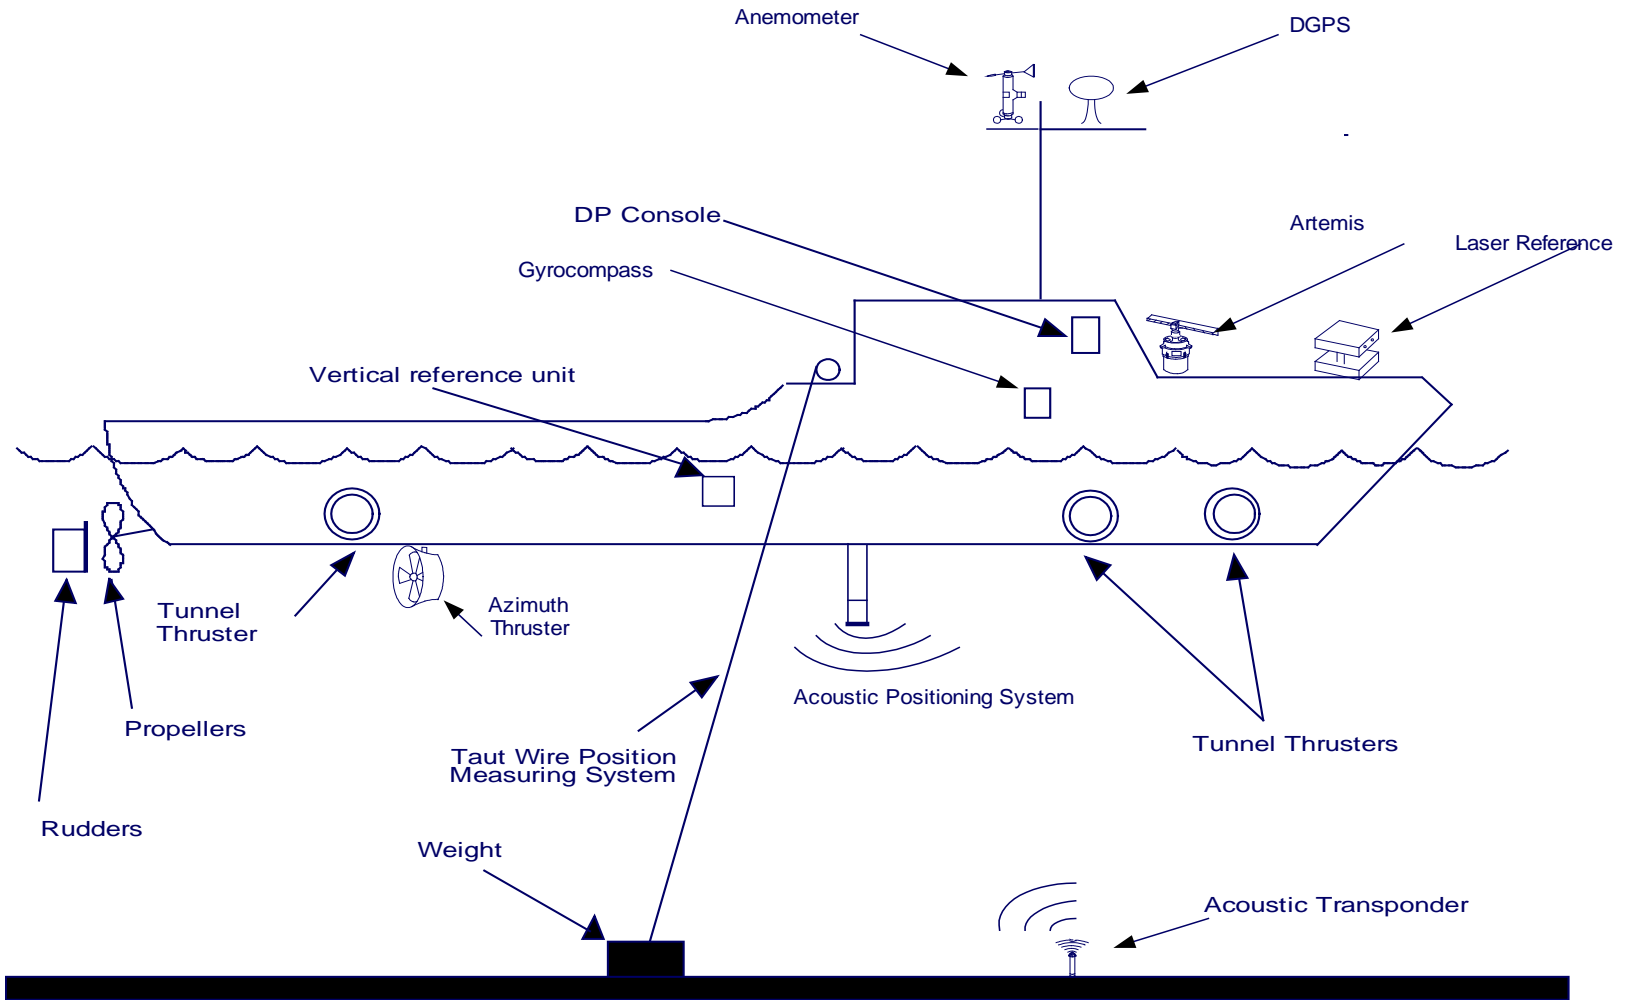 Anemometer
DGPS
DP Console
Artemis
Laser Reference
Gyrocompass
Vertical reference unit
Tunnel
Thruster
Azimuth
Thruster
Acoustic Positioning System
Propellers
Tunnel Thrusters
Taut Wire Position
Measuring System
Rudders
Weight
Acoustic Transponder